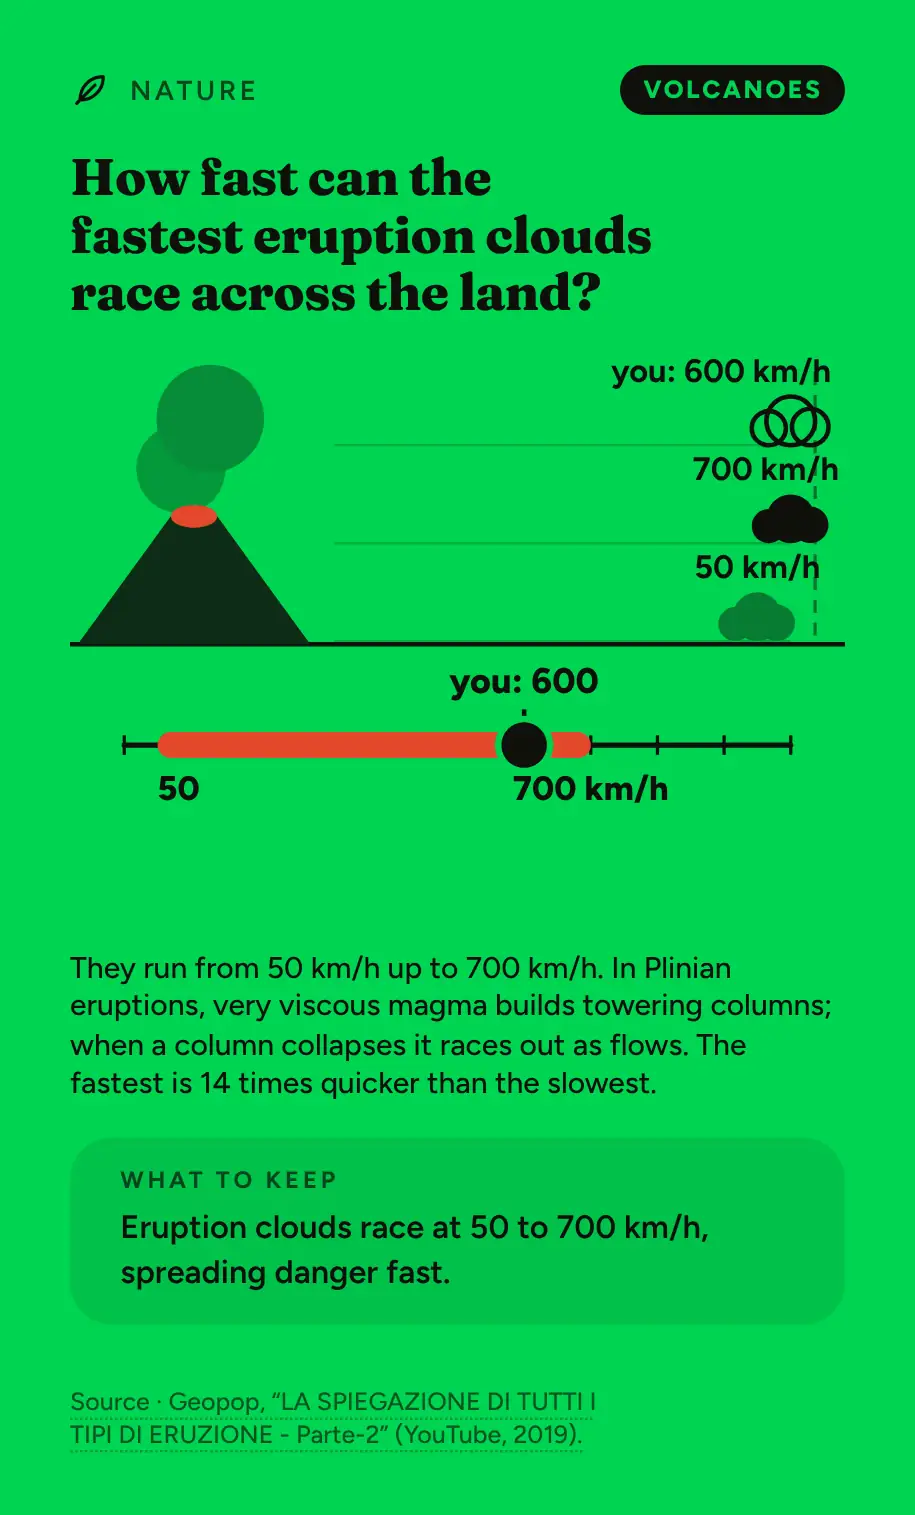 NATURE
VOLCANOES
How fast can the
fastest eruption clouds
race across the land?
you: 600 km/h
700 km/h
50 km/h
you: 600
50
700 km/h
They run from 50 km/h up to 700 km/h. In Plinian
eruptions, very viscous magma builds towering columns;
when a column collapses it races out as flows. The
fastest is 14 times quicker than the slowest.
WHAT TO KEEP
Eruption clouds race at 50 to 700 km/h,
spreading danger fast.
Source · Geopop, “LA SPIEGAZIONE DI TUTTI I
TIPI DI ERUZIONE - Parte-2” (YouTube, 2019).